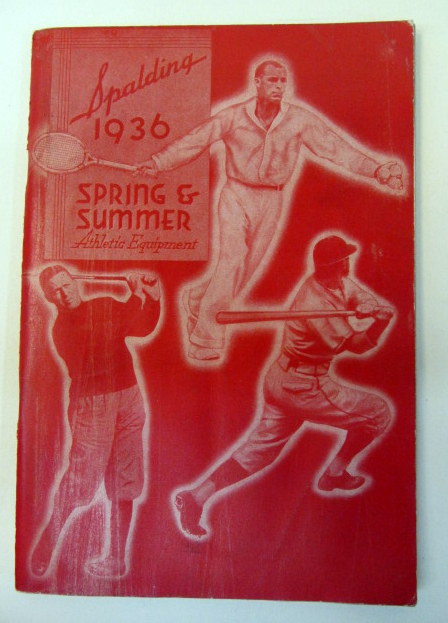 Spalding
1936
SPRING &
SUMMER
Athletic Equipment